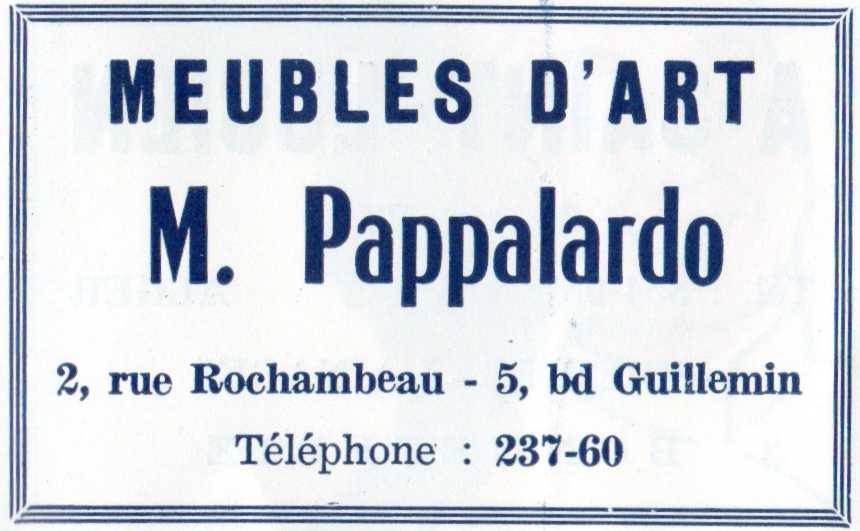 MEUBLES D'ART
M. Pappalardo
2, rue Rochambeau - 5, bd Guillemin
Téléphone : 237-60